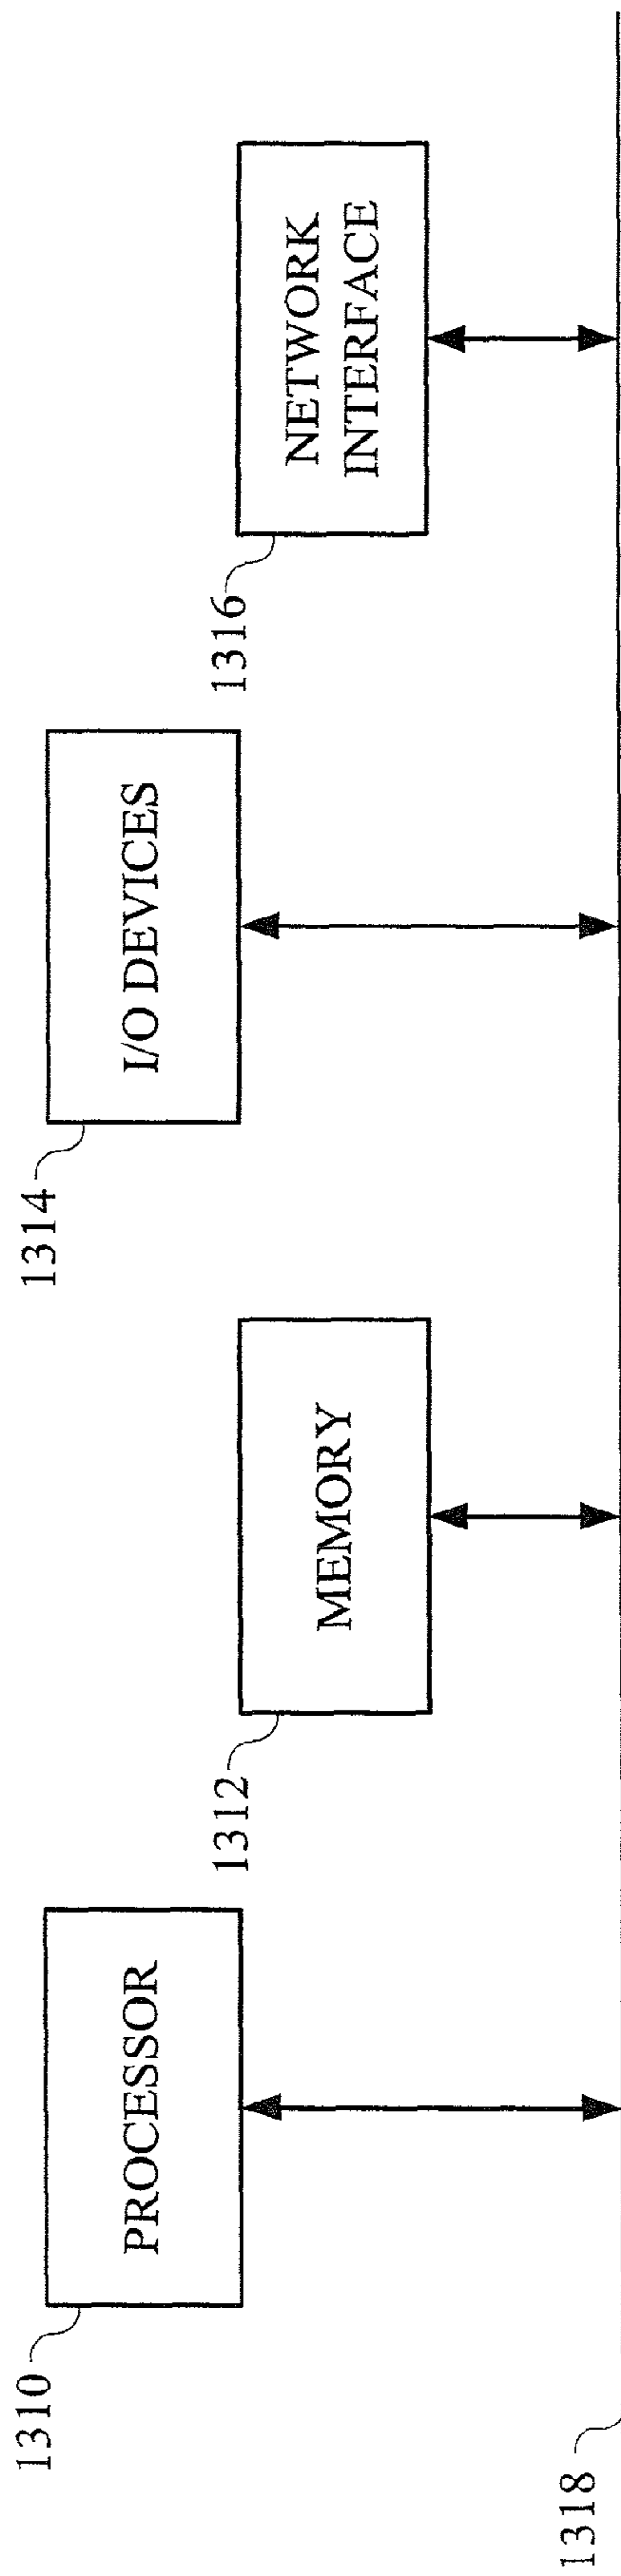 1310
PROCESSOR
1312
MEMORY
1314
I/O DEVICES
1316
NETWORK
INTERFACE
1318